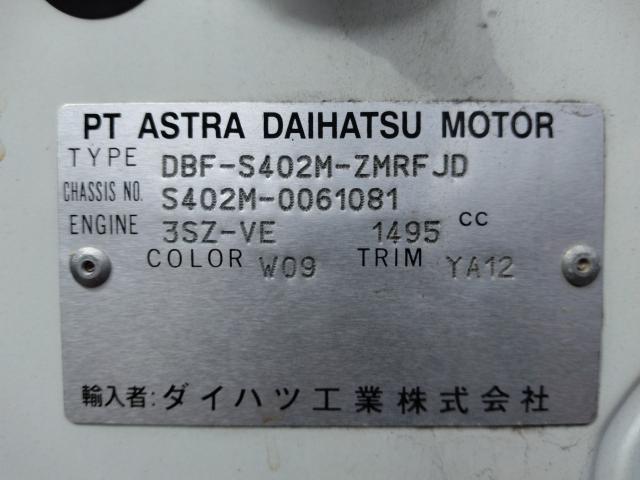 PT ASTRA DAIHATSU MOTOR
TYPE DBF-S402M-ZMRFJD
CHASSIS NO. S402M-0061081
ENGINE 3SZ-VE 1495 cc
COLOR W09 TRIM YA12
輸入者: ダイハツ工業株式会社